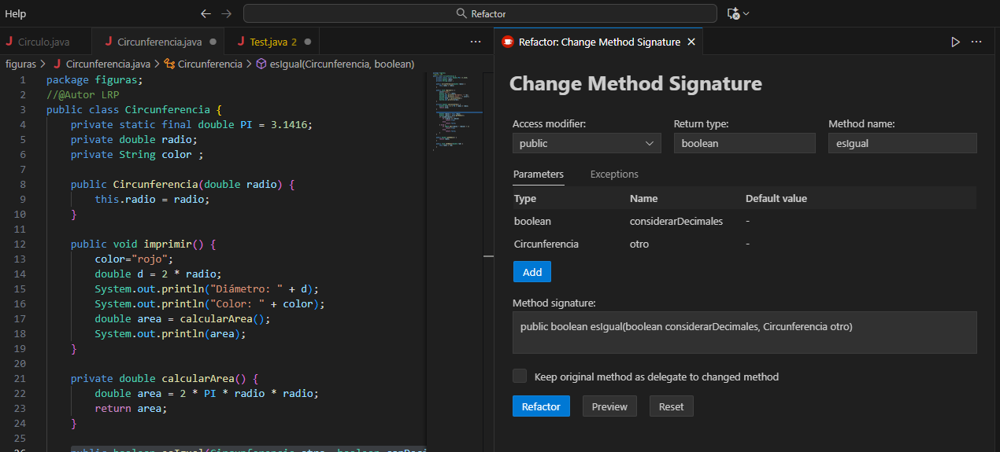 Help
Refactor
Circulo.java
Circunferencia.java
Test.java 2
figuras > Circunferencia.java > Circunferencia > esIgual(Circunferencia, boolean)
1 package figuras;
2 //@Autor LRP
3 public class Circunferencia {
4 private static final double PI = 3.1416;
5 private double radio;
6 private String color ;
7
8 public Circunferencia(double radio) {
9 this.radio = radio;
10 }
11
12 public void imprimir() {
13 color="rojo";
14 double d = 2 * radio;
15 System.out.println("Diámetro: " + d);
16 System.out.println("Color: " + color);
17 double area = calcularArea();
18 System.out.println(area);
19 }
20
21 private double calcularArea() {
22 double area = 2 * PI * radio * radio;
23 return area;
24 }
25
Refactor: Change Method Signature
Change Method Signature
Access modifier: Return type: Method name:
public boolean esIgual
Parameters Exceptions
Type Name Default value
boolean considerarDecimales -
Circunferencia otro -
Add
Method signature:
public boolean esIgual(boolean considerarDecimales, Circunferencia otro)
Keep original method as delegate to changed method
Refactor Preview Reset